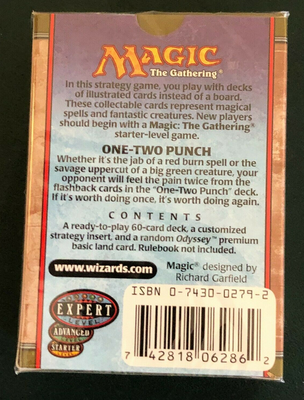 MAGIC
The Gathering®
In this strategy game, you play with decks
of illustrated cards instead of a board.
These collectable cards represent magical
spells and fantastic creatures. New players
should begin with a Magic: The Gathering®
starter-level game.
ONE-TWO PUNCH
Whether it's the jab of a red burn spell or the
savage uppercut of a big green creature, your
opponent will feel the pain twice from the
flashback cards in the "One-Two Punch" deck.
If it's worth doing once, it's worth doing again.
CONTENTS
A ready-to-play 60-card deck, a customized
strategy insert, and a random Odyssey™ premium
basic land card. Rulebook not included.
www.wizards.com
Magic® designed by
Richard Garfield
ISBN 0-7430-0279-2
EXPERT
LEVEL
ADVANCED
LEVEL
STARTER
LEVEL
7 42818 06286 2